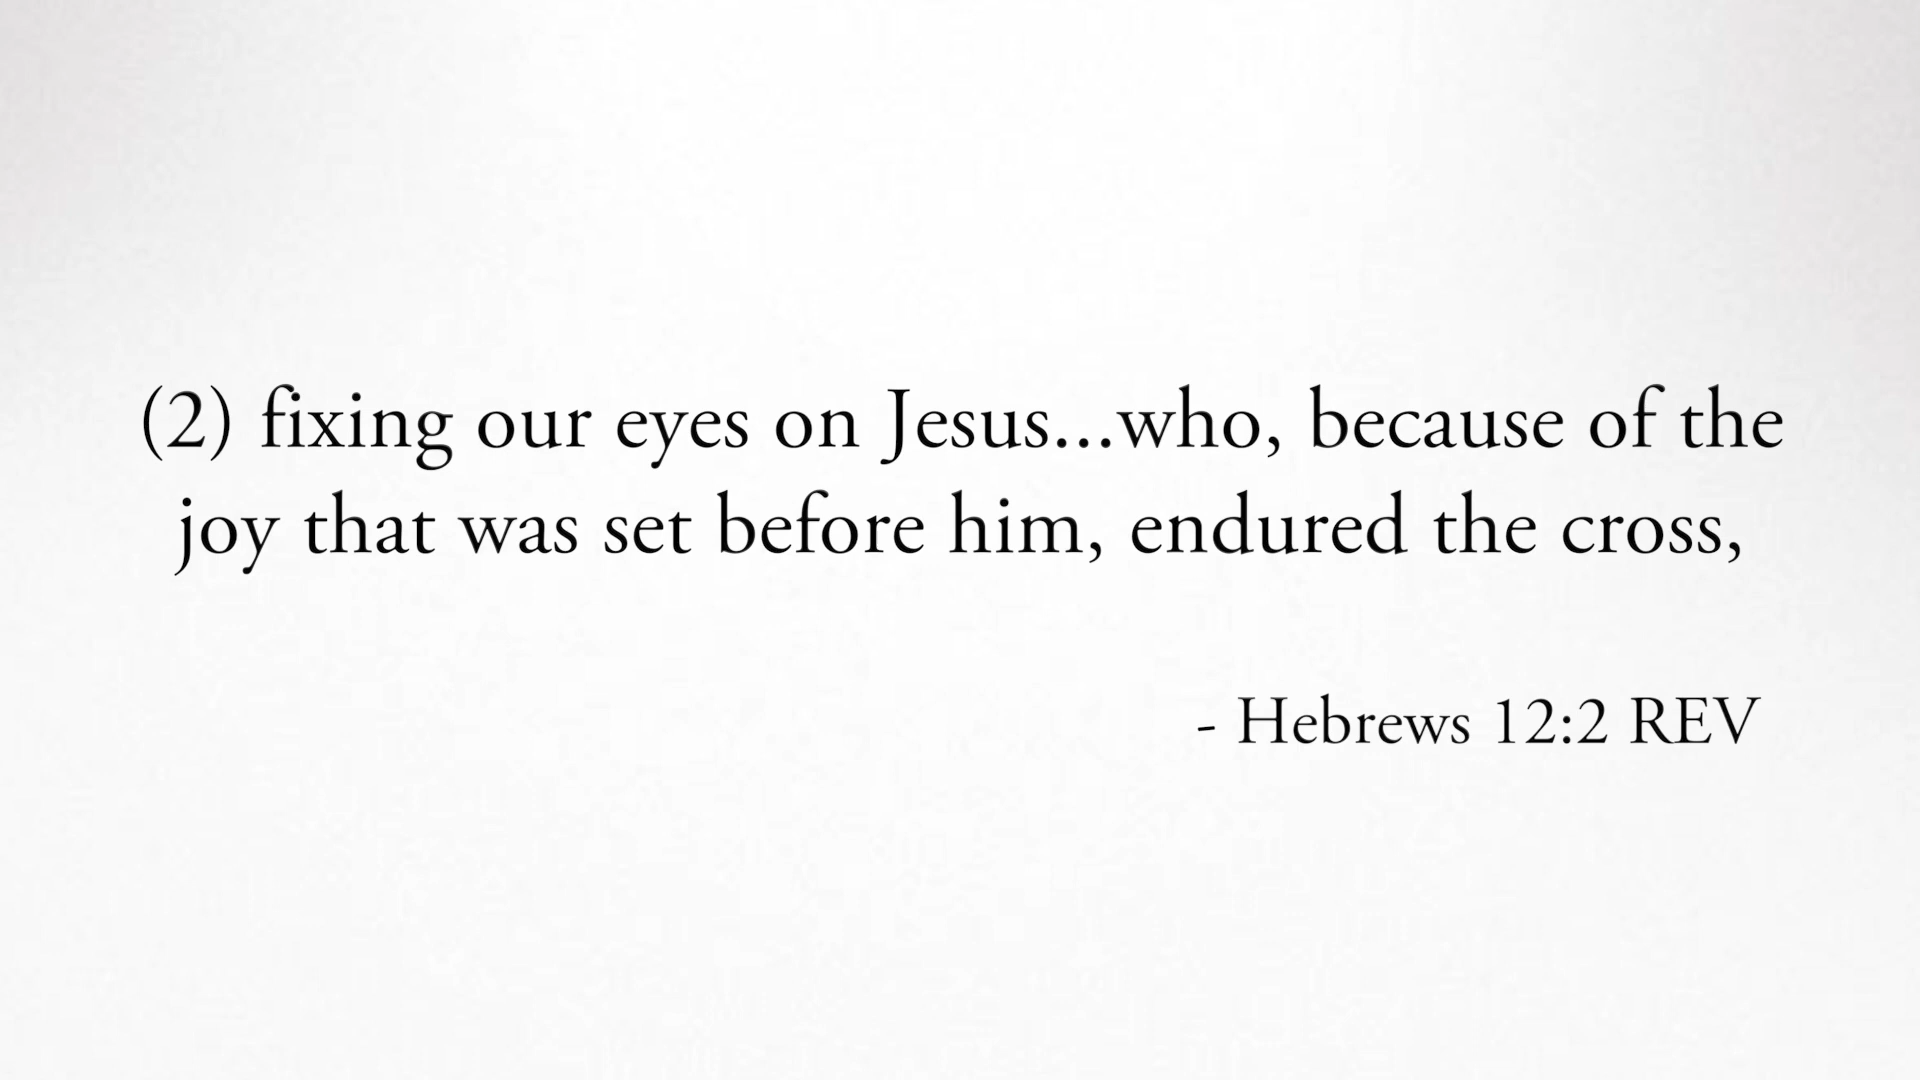 (2) fixing our eyes on Jesus...who, because of the
joy that was set before him, endured the cross,
- Hebrews 12:2 REV